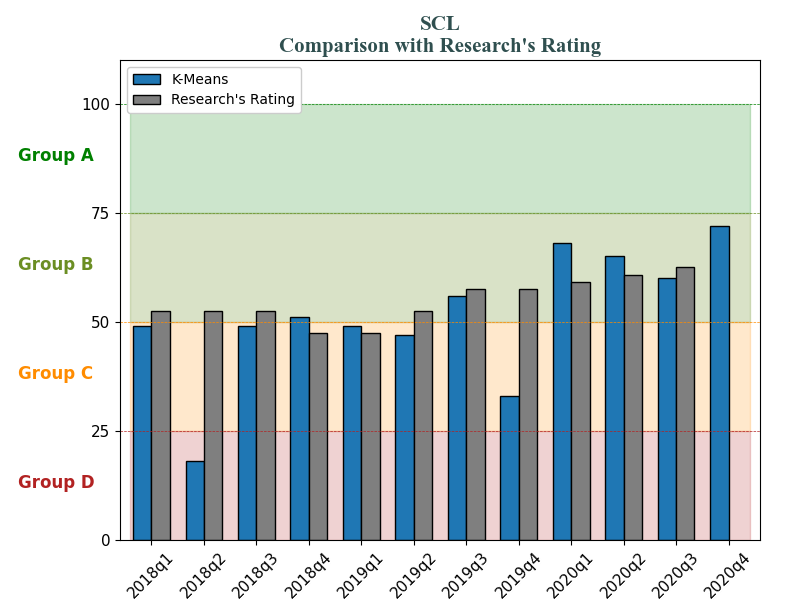 SCL
Comparison with Research's Rating
K-Means
Research's Rating
100
Group A
75
Group B
50
Group C
25
Group D
0
2018q1
2018q2
2018q3
2018q4
2019q1
2019q2
2019q3
2019q4
2020q1
2020q2
2020q3
2020q4